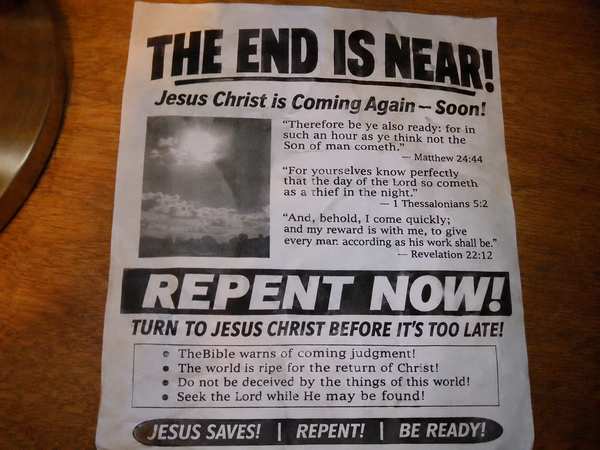 THE END IS NEAR!
Jesus Christ is Coming Again – Soon!
“Therefore be ye also ready: for in
such an hour as ye think not the
Son of man cometh.”
— Matthew 24:44
“For yourselves know perfectly
that the day of the Lord so cometh
as a thief in the night.”
— 1 Thessalonians 5:2
“And, behold, I come quickly;
and my reward is with me, to give
every man according as his work shall be.”
— Revelation 22:12
REPENT NOW!
TURN TO JESUS CHRIST BEFORE IT'S TOO LATE!
• TheBible warns of coming judgment!
• The world is ripe for the return of Christ!
• Do not be deceived by the things of this world!
• Seek the Lord while He may be found!
JESUS SAVES! | REPENT! | BE READY!